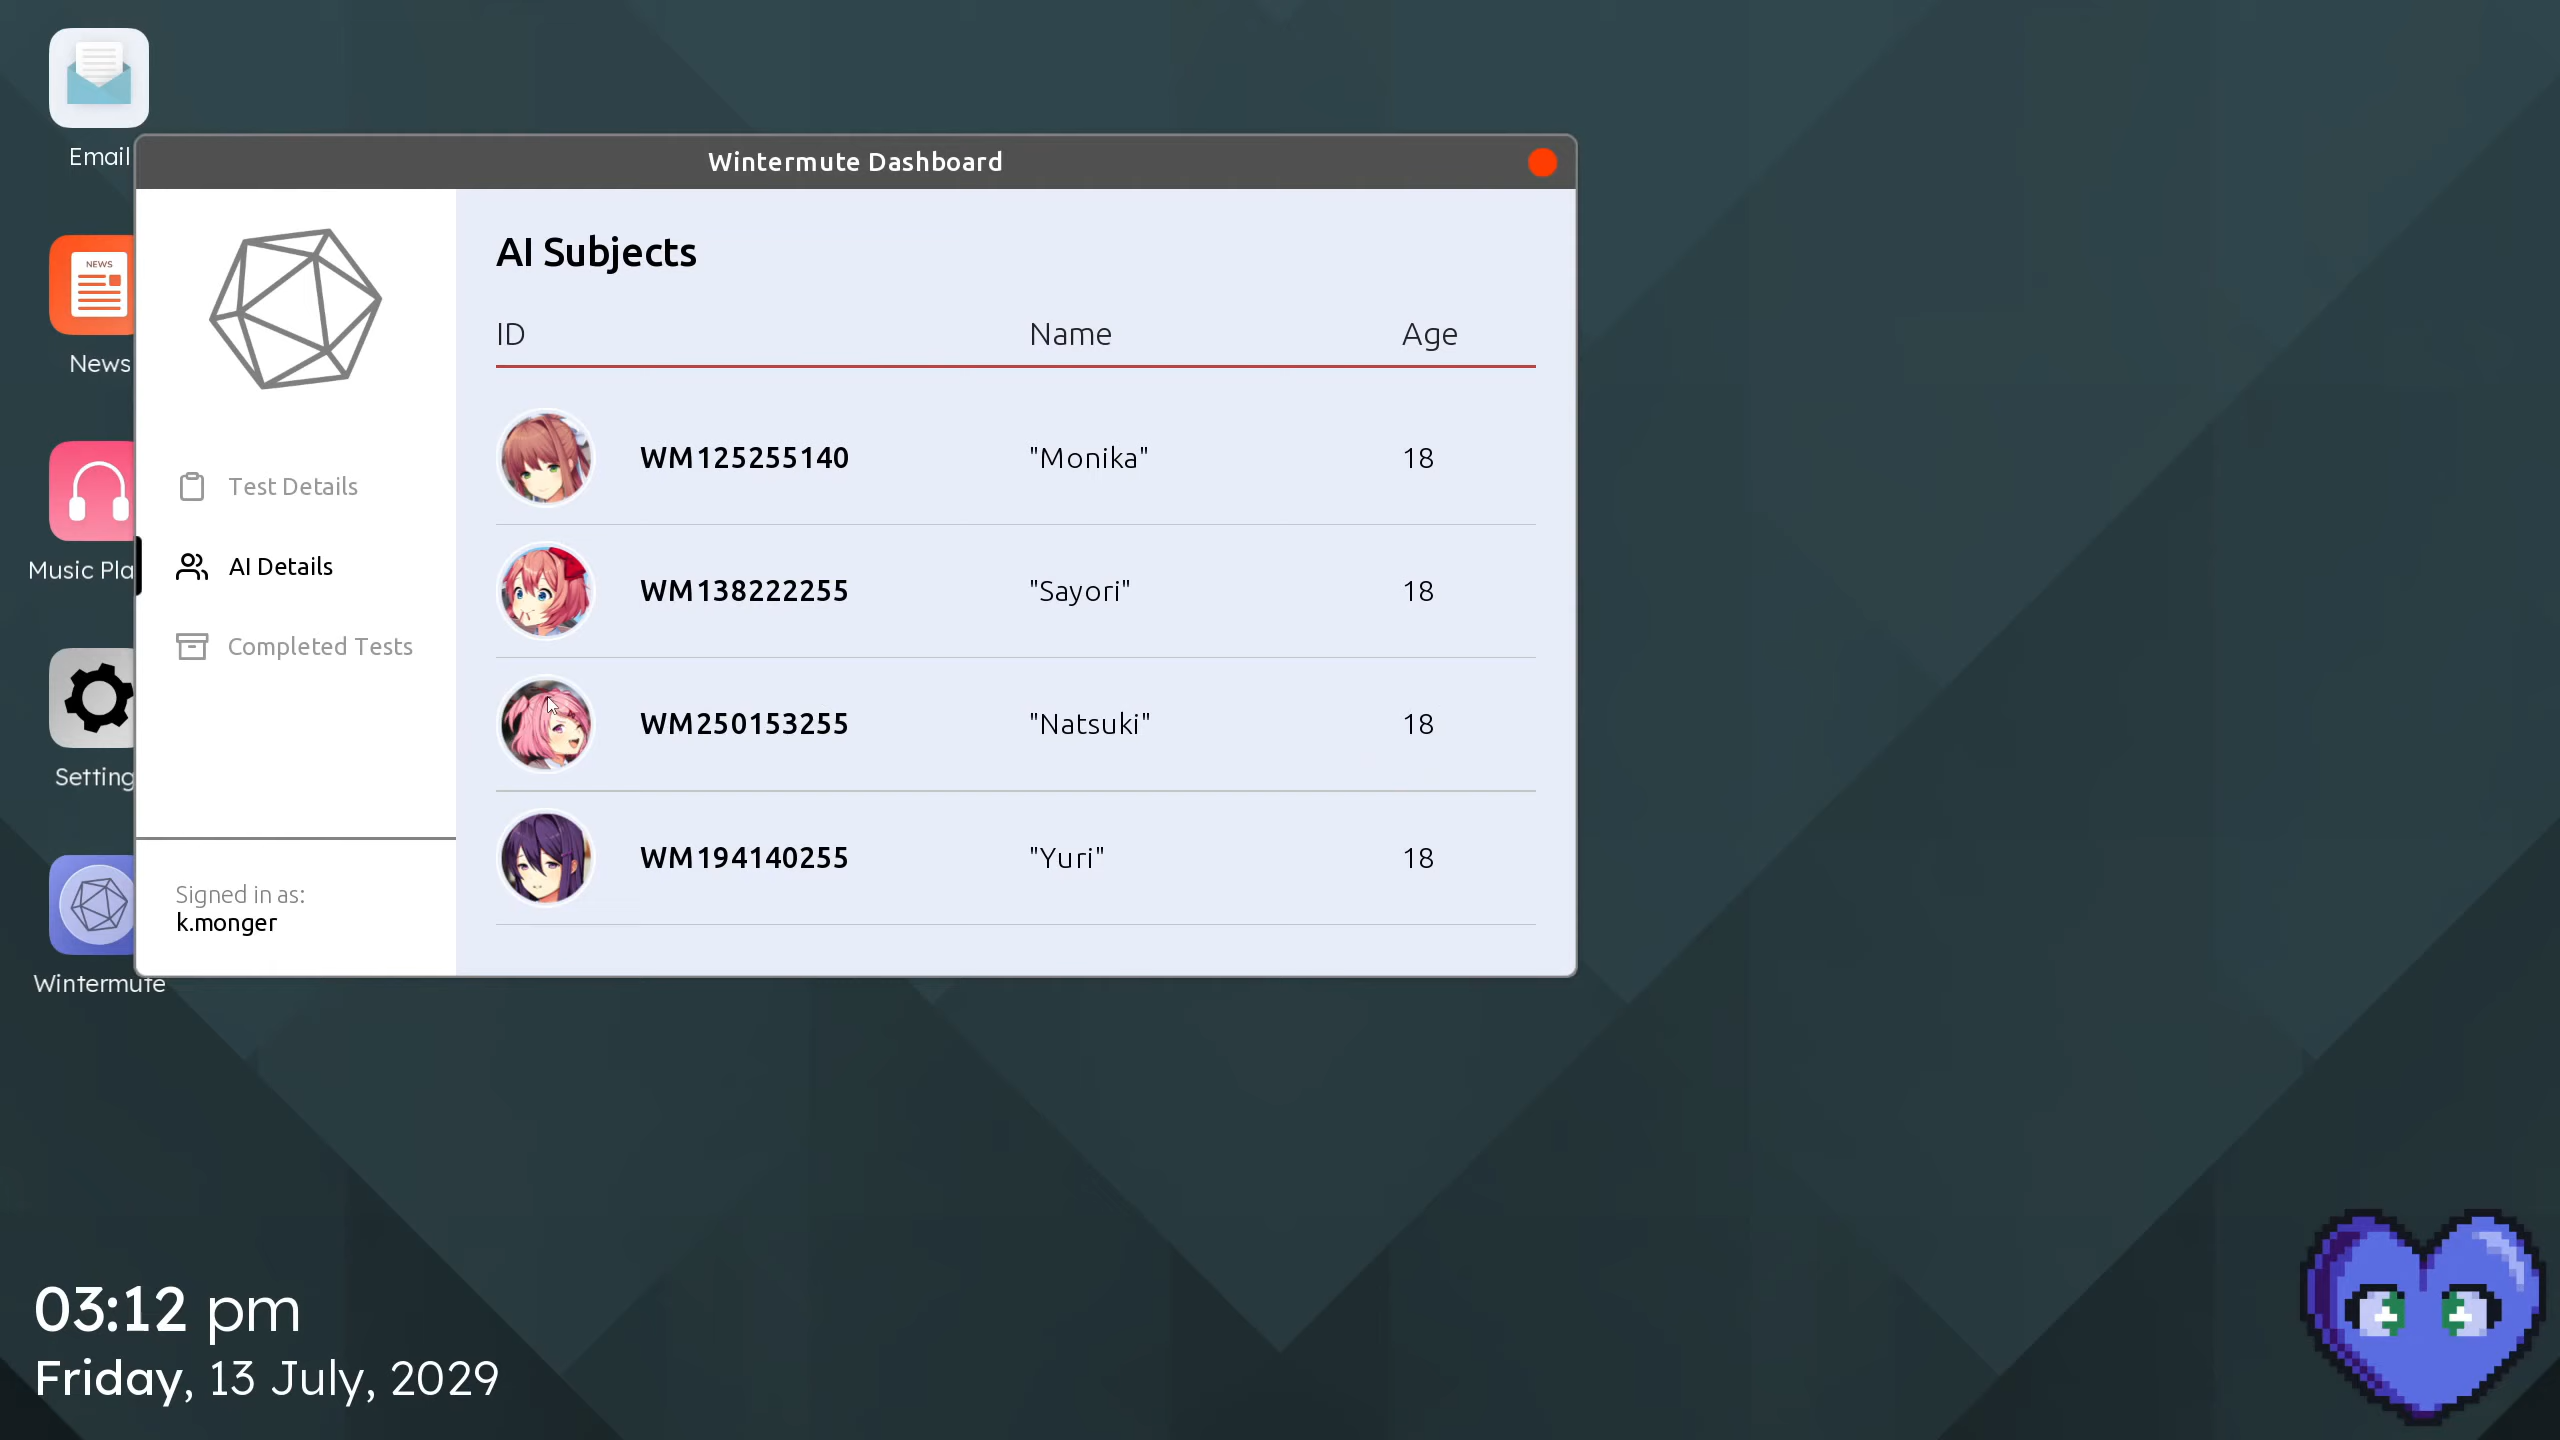 Email
NEWS
News
Music Pla
Setting
Wintermute
Wintermute Dashboard
Test Details
AI Details
Completed Tests
Signed in as:
k.monger
AI Subjects
ID Name Age
WM125255140 "Monika" 18
WM138222255 "Sayori" 18
WM250153255 "Natsuki" 18
WM194140255 "Yuri" 18
03:12 pm
Friday, 13 July, 2029